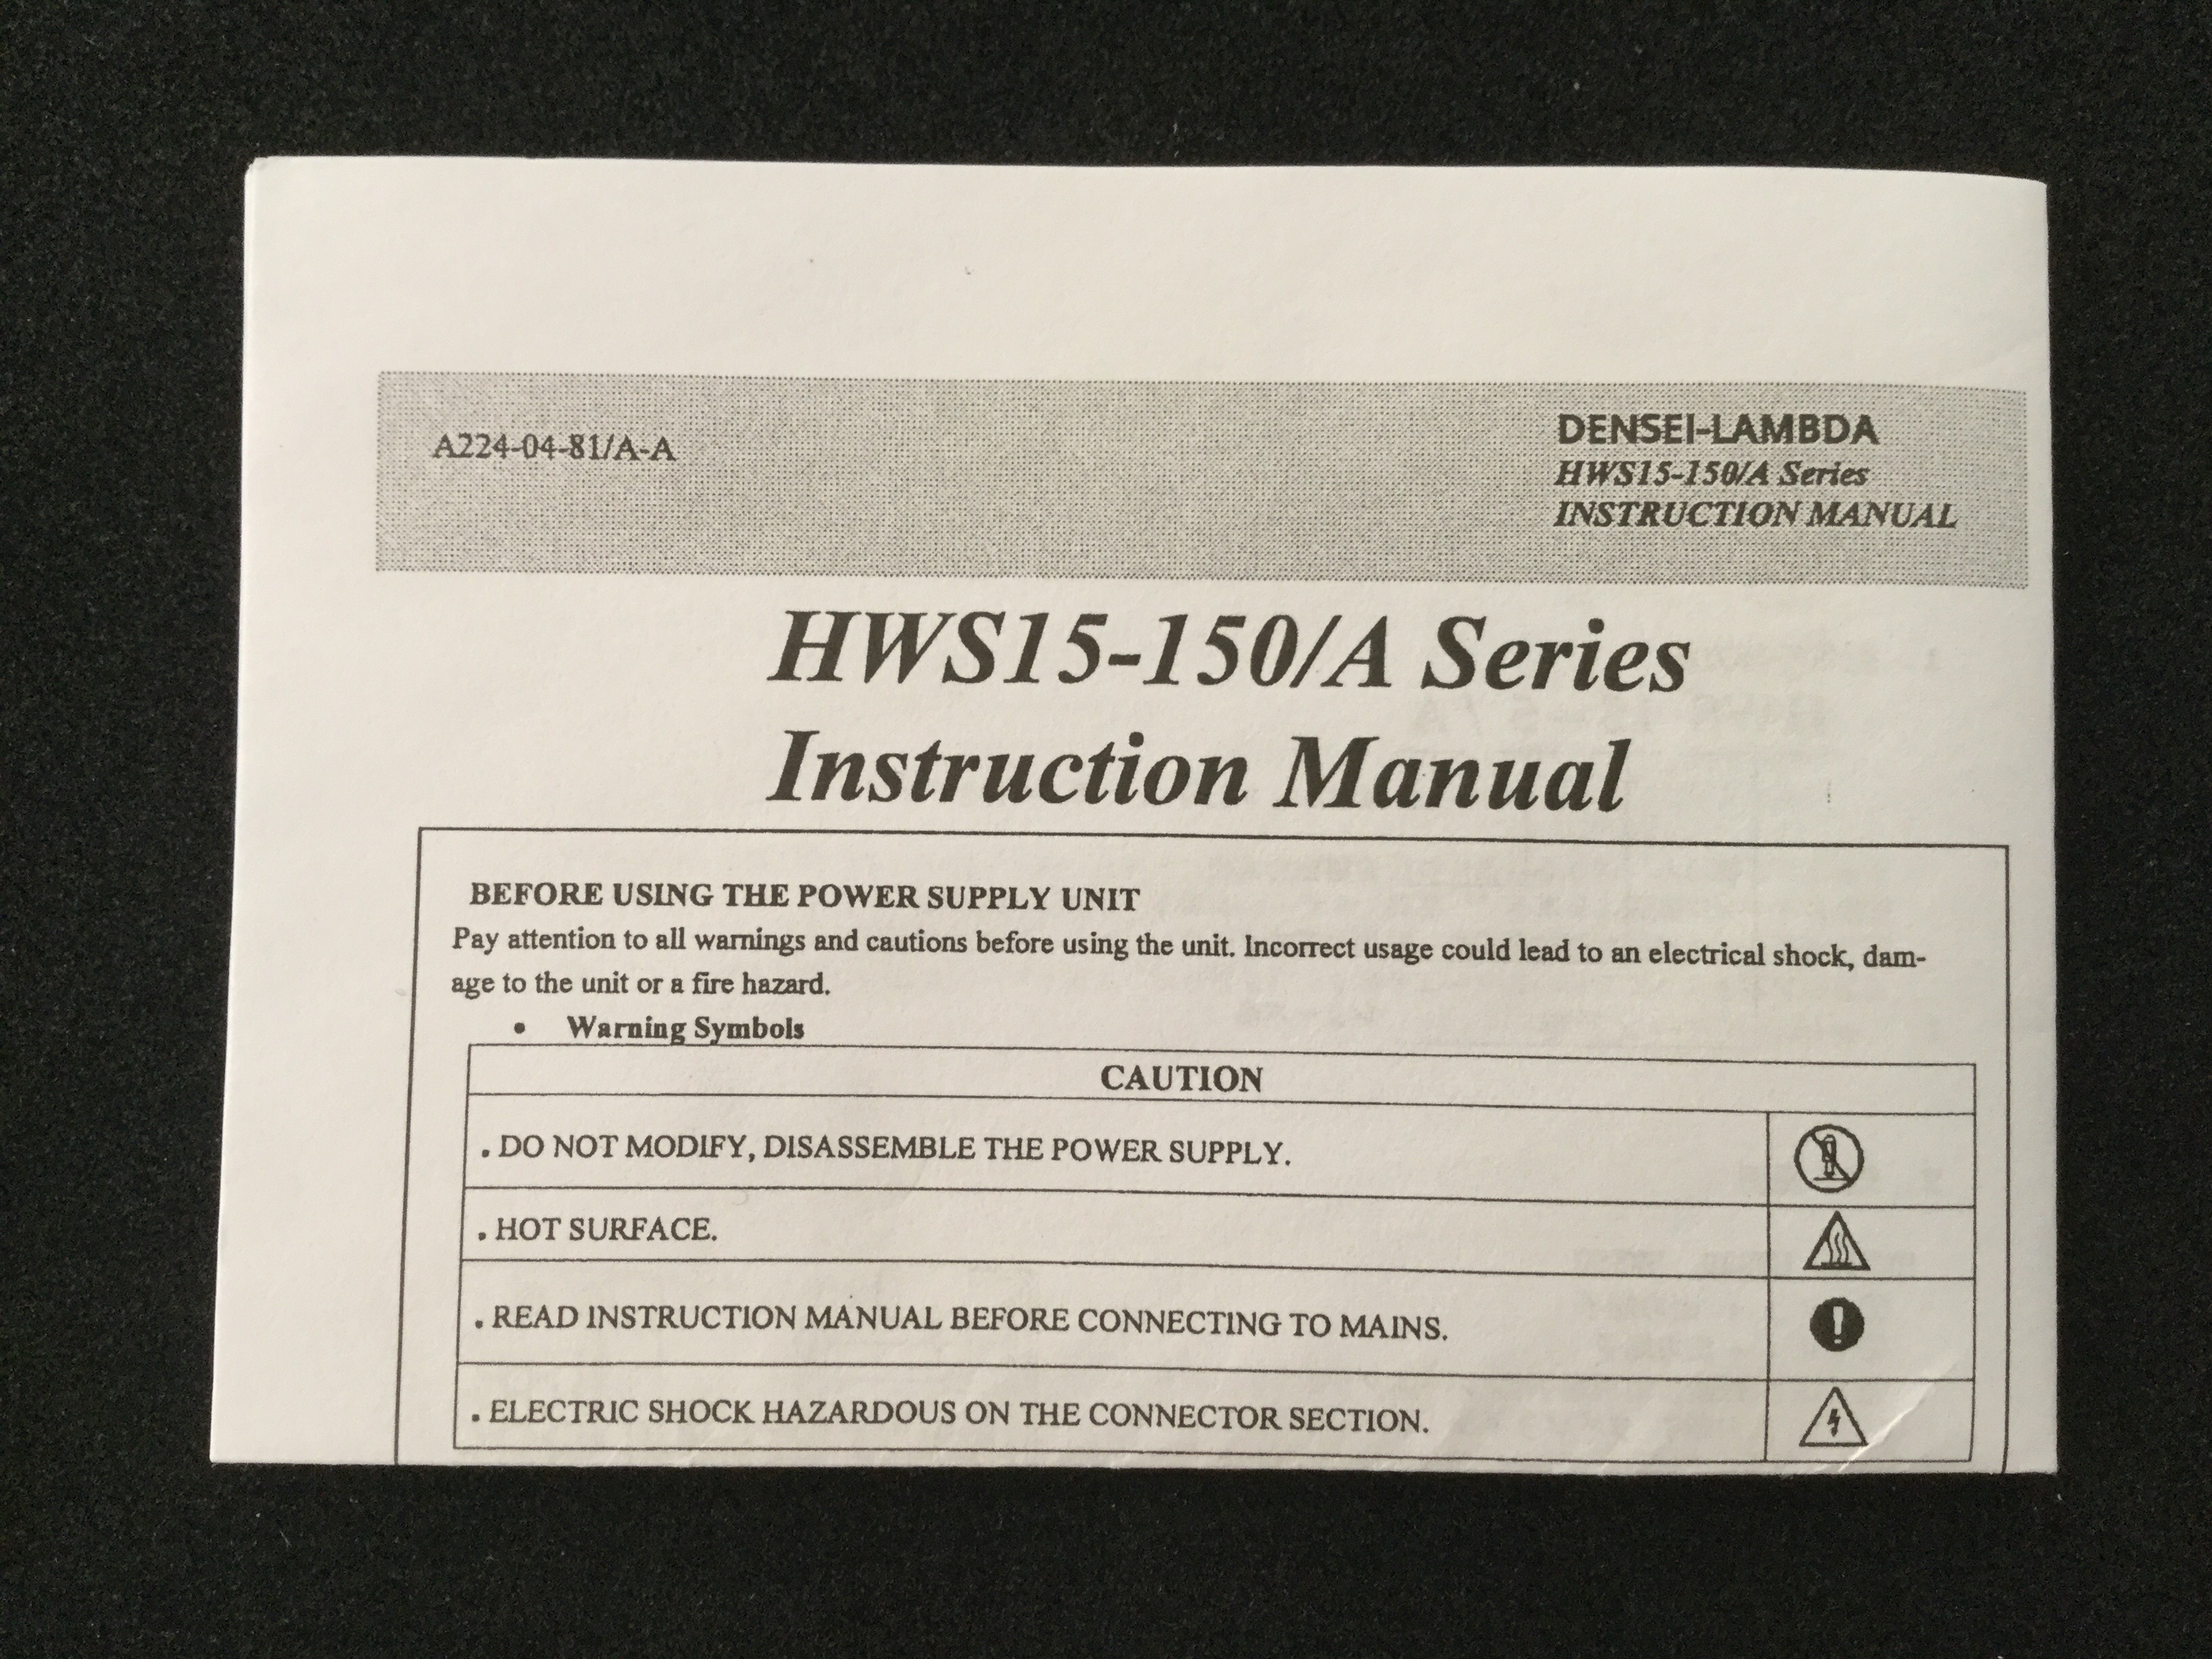 A224-04-81/A-A
DENSEI-LAMBDA
HWS15-150/A Series
INSTRUCTION MANUAL
HWS15-150/A Series
Instruction Manual
BEFORE USING THE POWER SUPPLY UNIT
Pay attention to all warnings and cautions before using the unit. Incorrect usage could lead to an electrical shock, dam-
age to the unit or a fire hazard.
• Warning Symbols
CAUTION
. DO NOT MODIFY, DISASSEMBLE THE POWER SUPPLY.
. HOT SURFACE.
. READ INSTRUCTION MANUAL BEFORE CONNECTING TO MAINS.
. ELECTRIC SHOCK HAZARDOUS ON THE CONNECTOR SECTION.